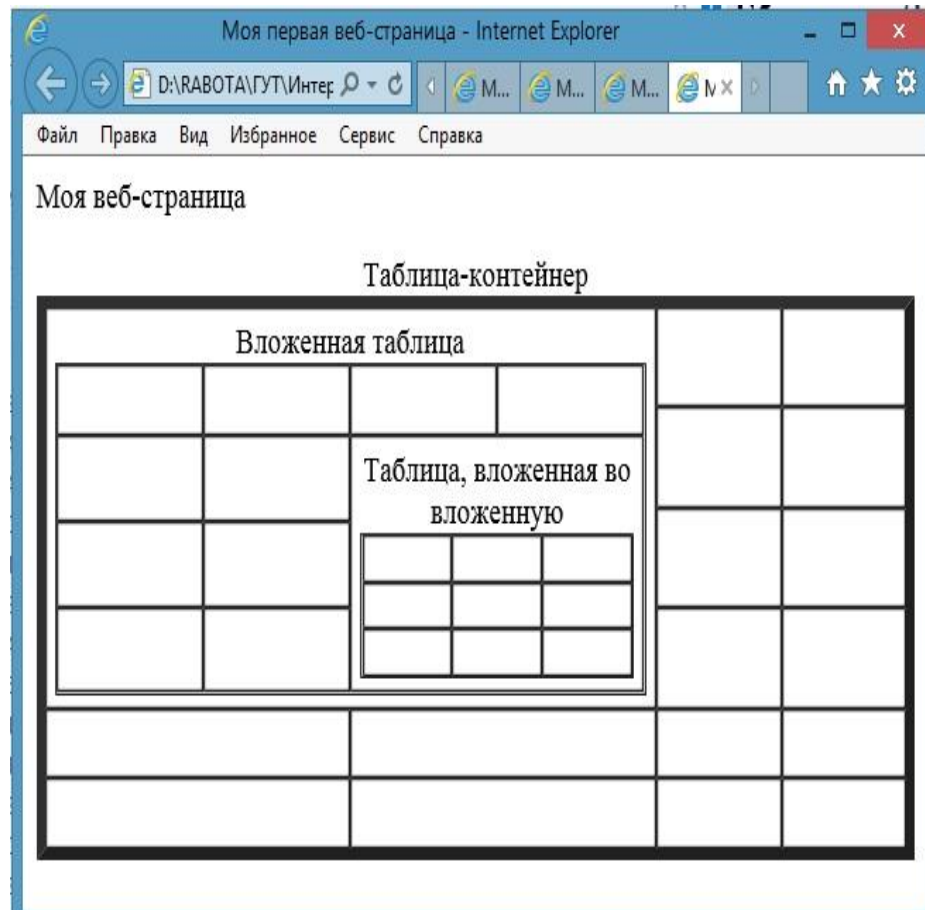 Моя первая веб-страница - Internet Explorer
D:\RABOTA\ГУТ\Интер
М...
М...
М...
Файл Правка Вид Избранное Сервис Справка
Моя веб-страница
Таблица-контейнер
Вложенная таблица
Таблица, вложенная во
вложенную